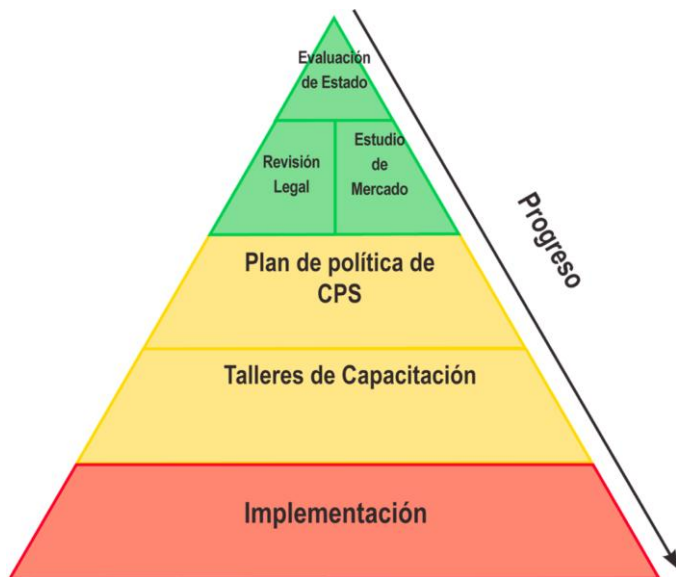 Evaluación
de Estado
Revisión
Legal
Estudio
de
Mercado
Plan de política de
CPS
Talleres de Capacitación
Implementación
Progreso